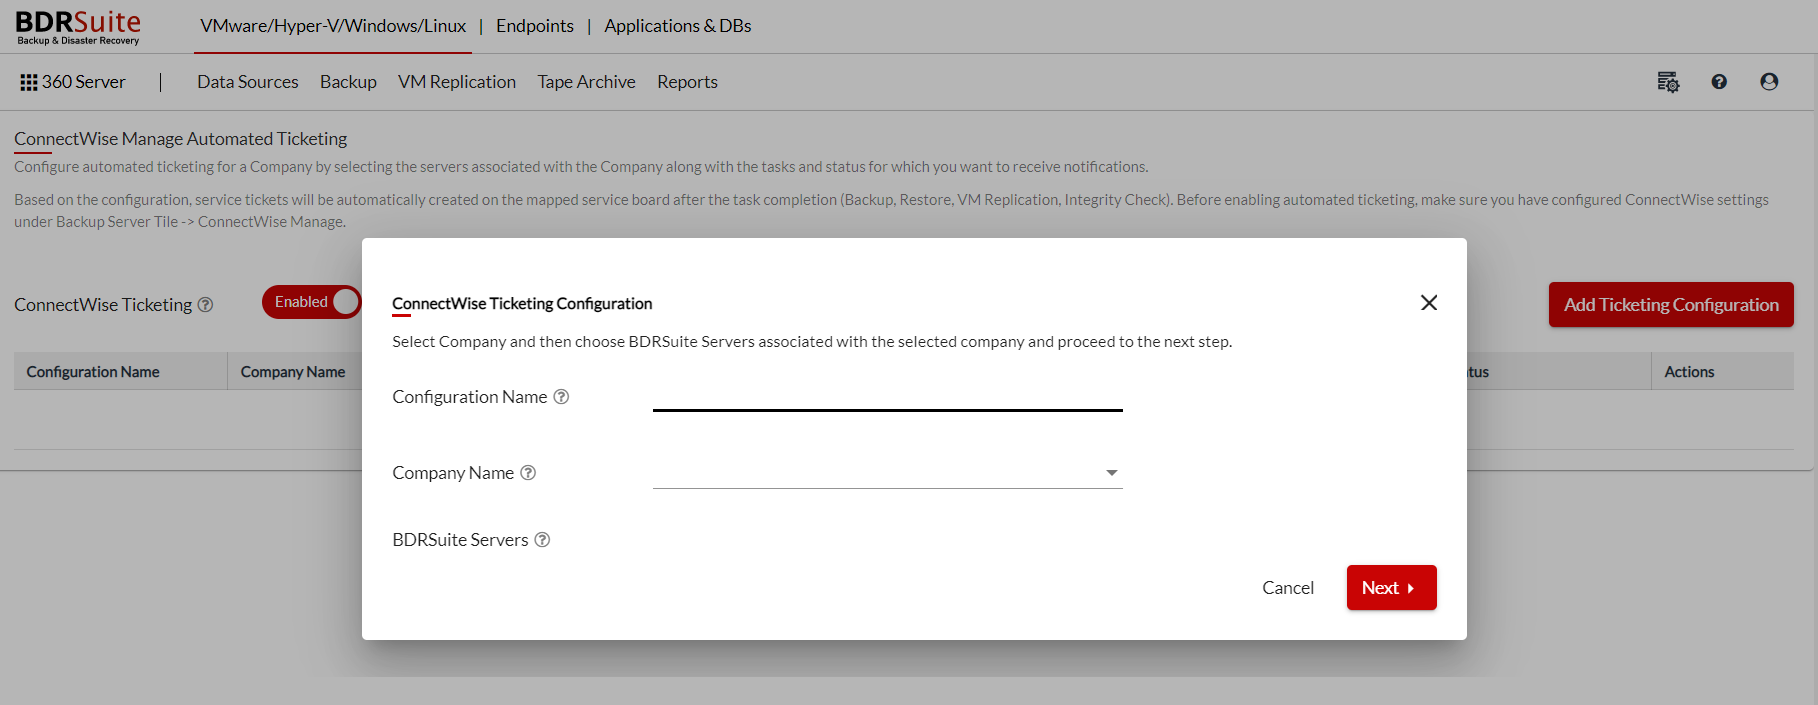 BDRSuite
Backup & Disaster Recovery
VMware/Hyper-V/Windows/Linux | Endpoints | Applications & DBs
360 Server | Data Sources Backup VM Replication Tape Archive Reports
ConnectWise Manage Automated Ticketing
Configure automated ticketing for a Company by selecting the servers associated with the Company along with the tasks and status for which you want to receive notifications.
Based on the configuration, service tickets will be automatically created on the mapped service board after the task completion (Backup, Restore, VM Replication, Integrity Check). Before enabling automated ticketing, make sure you have configured ConnectWise settings
under Backup Server Tile -> ConnectWise Manage.
ConnectWise Ticketing ? Enabled
Add Ticketing Configuration
Configuration Name Company Name tus Actions
ConnectWise Ticketing Configuration
Select Company and then choose BDRSuite Servers associated with the selected company and proceed to the next step.
Configuration Name ?
Company Name ?
BDRSuite Servers ?
Cancel Next